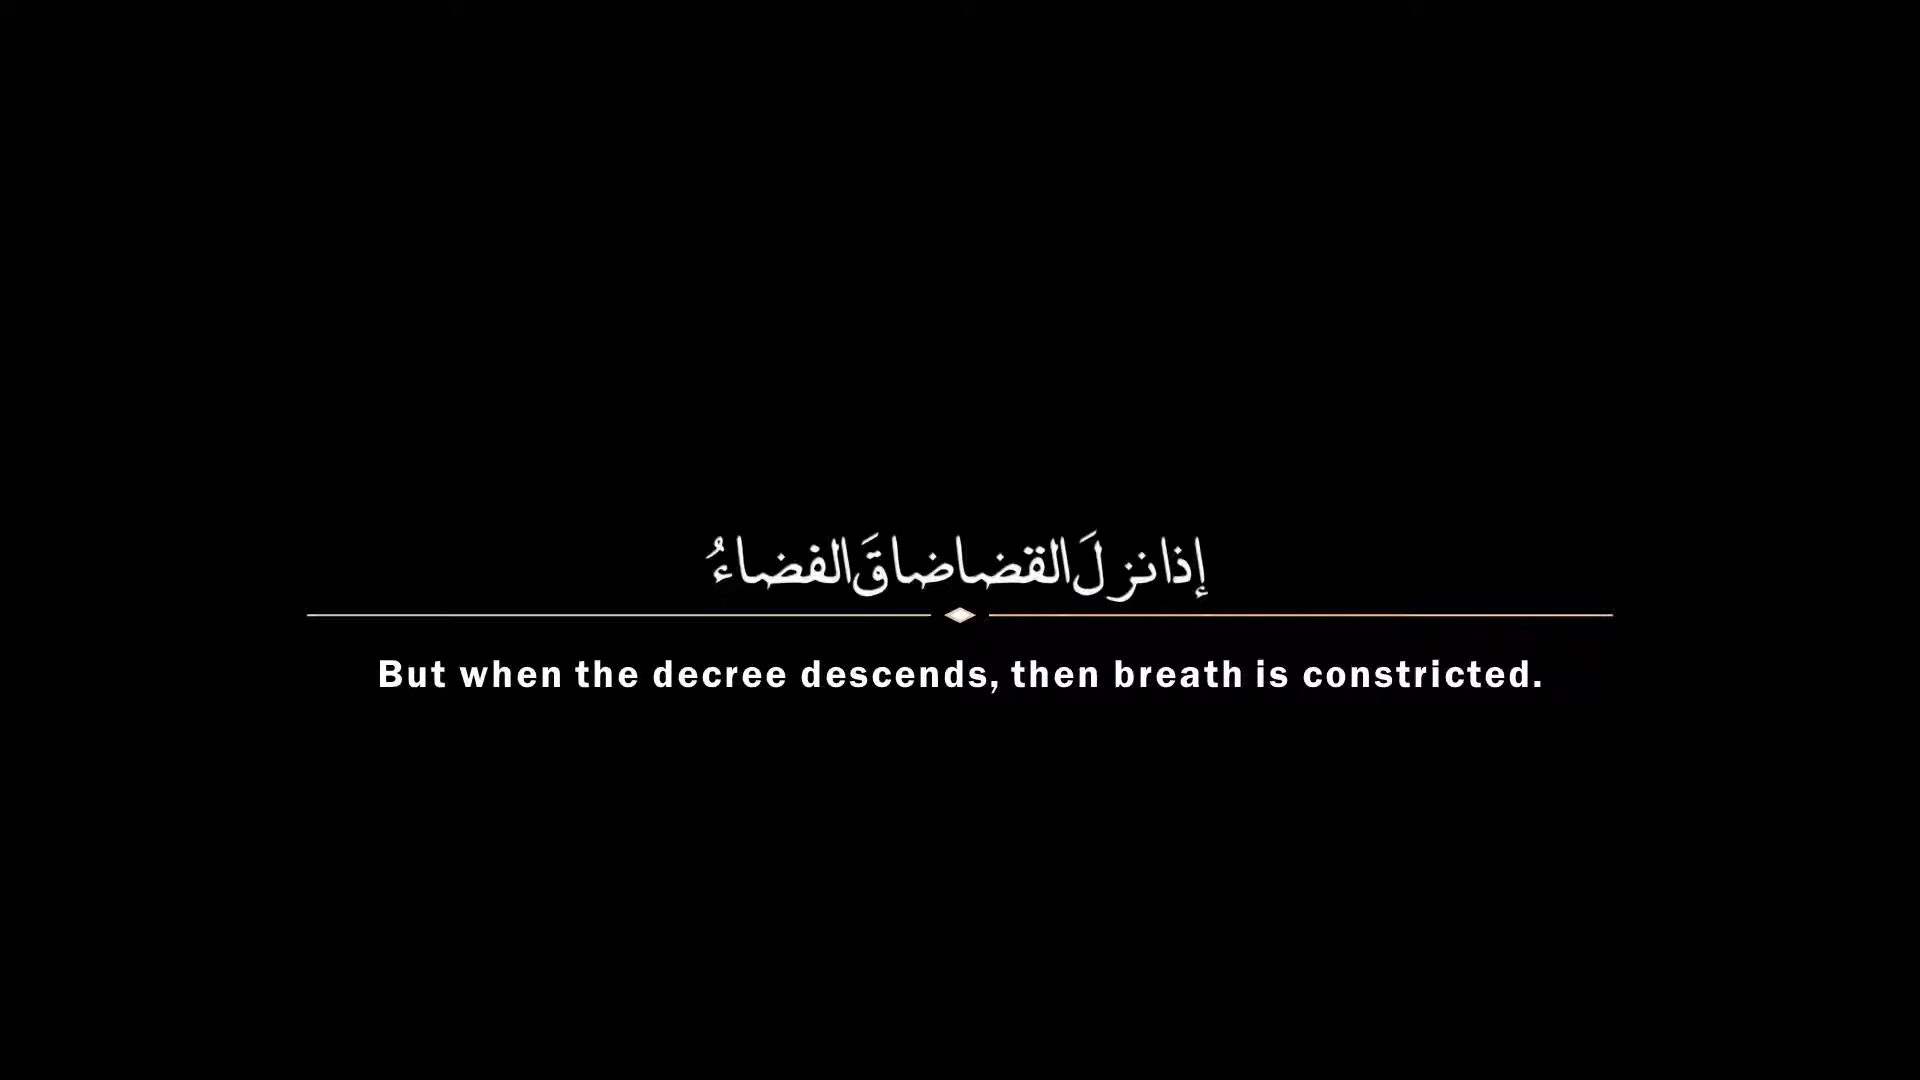 إذا نزلَ القضا ضاقَ الفضاءُ
But when the decree descends, then breath is constricted.